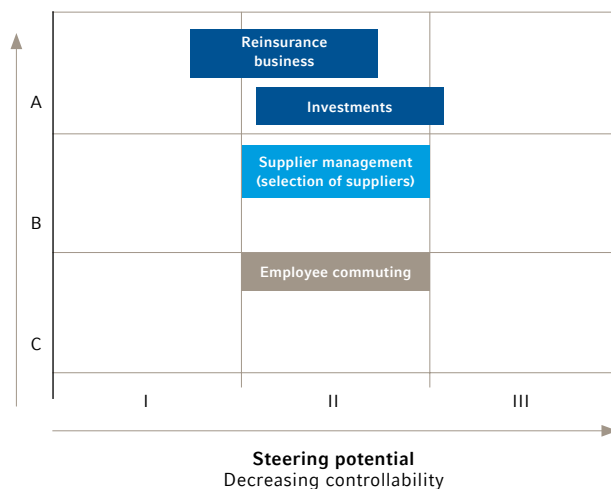 Reinsurance
business
A
Investments
Supplier management
(selection of suppliers)
B
Employee commuting
C
I
II
III
Steering potential
Decreasing controllability